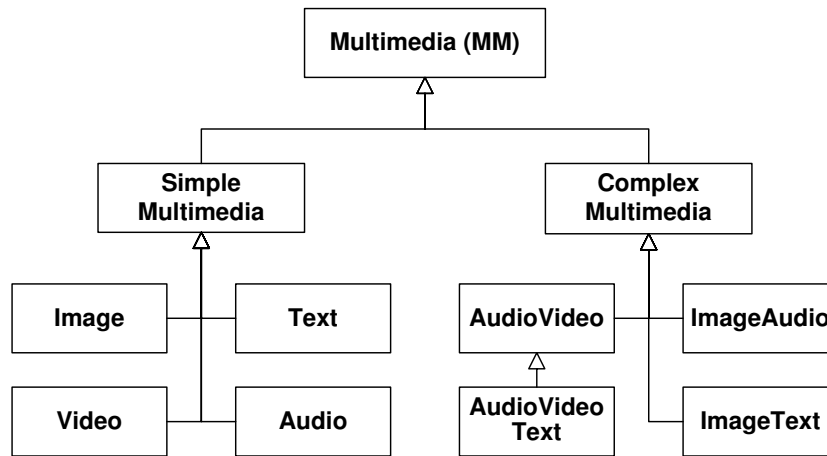 Multimedia (MM)
Simple
Multimedia
Complex
Multimedia
Image
Text
AudioVideo
ImageAudio
Video
Audio
AudioVideo
Text
ImageText